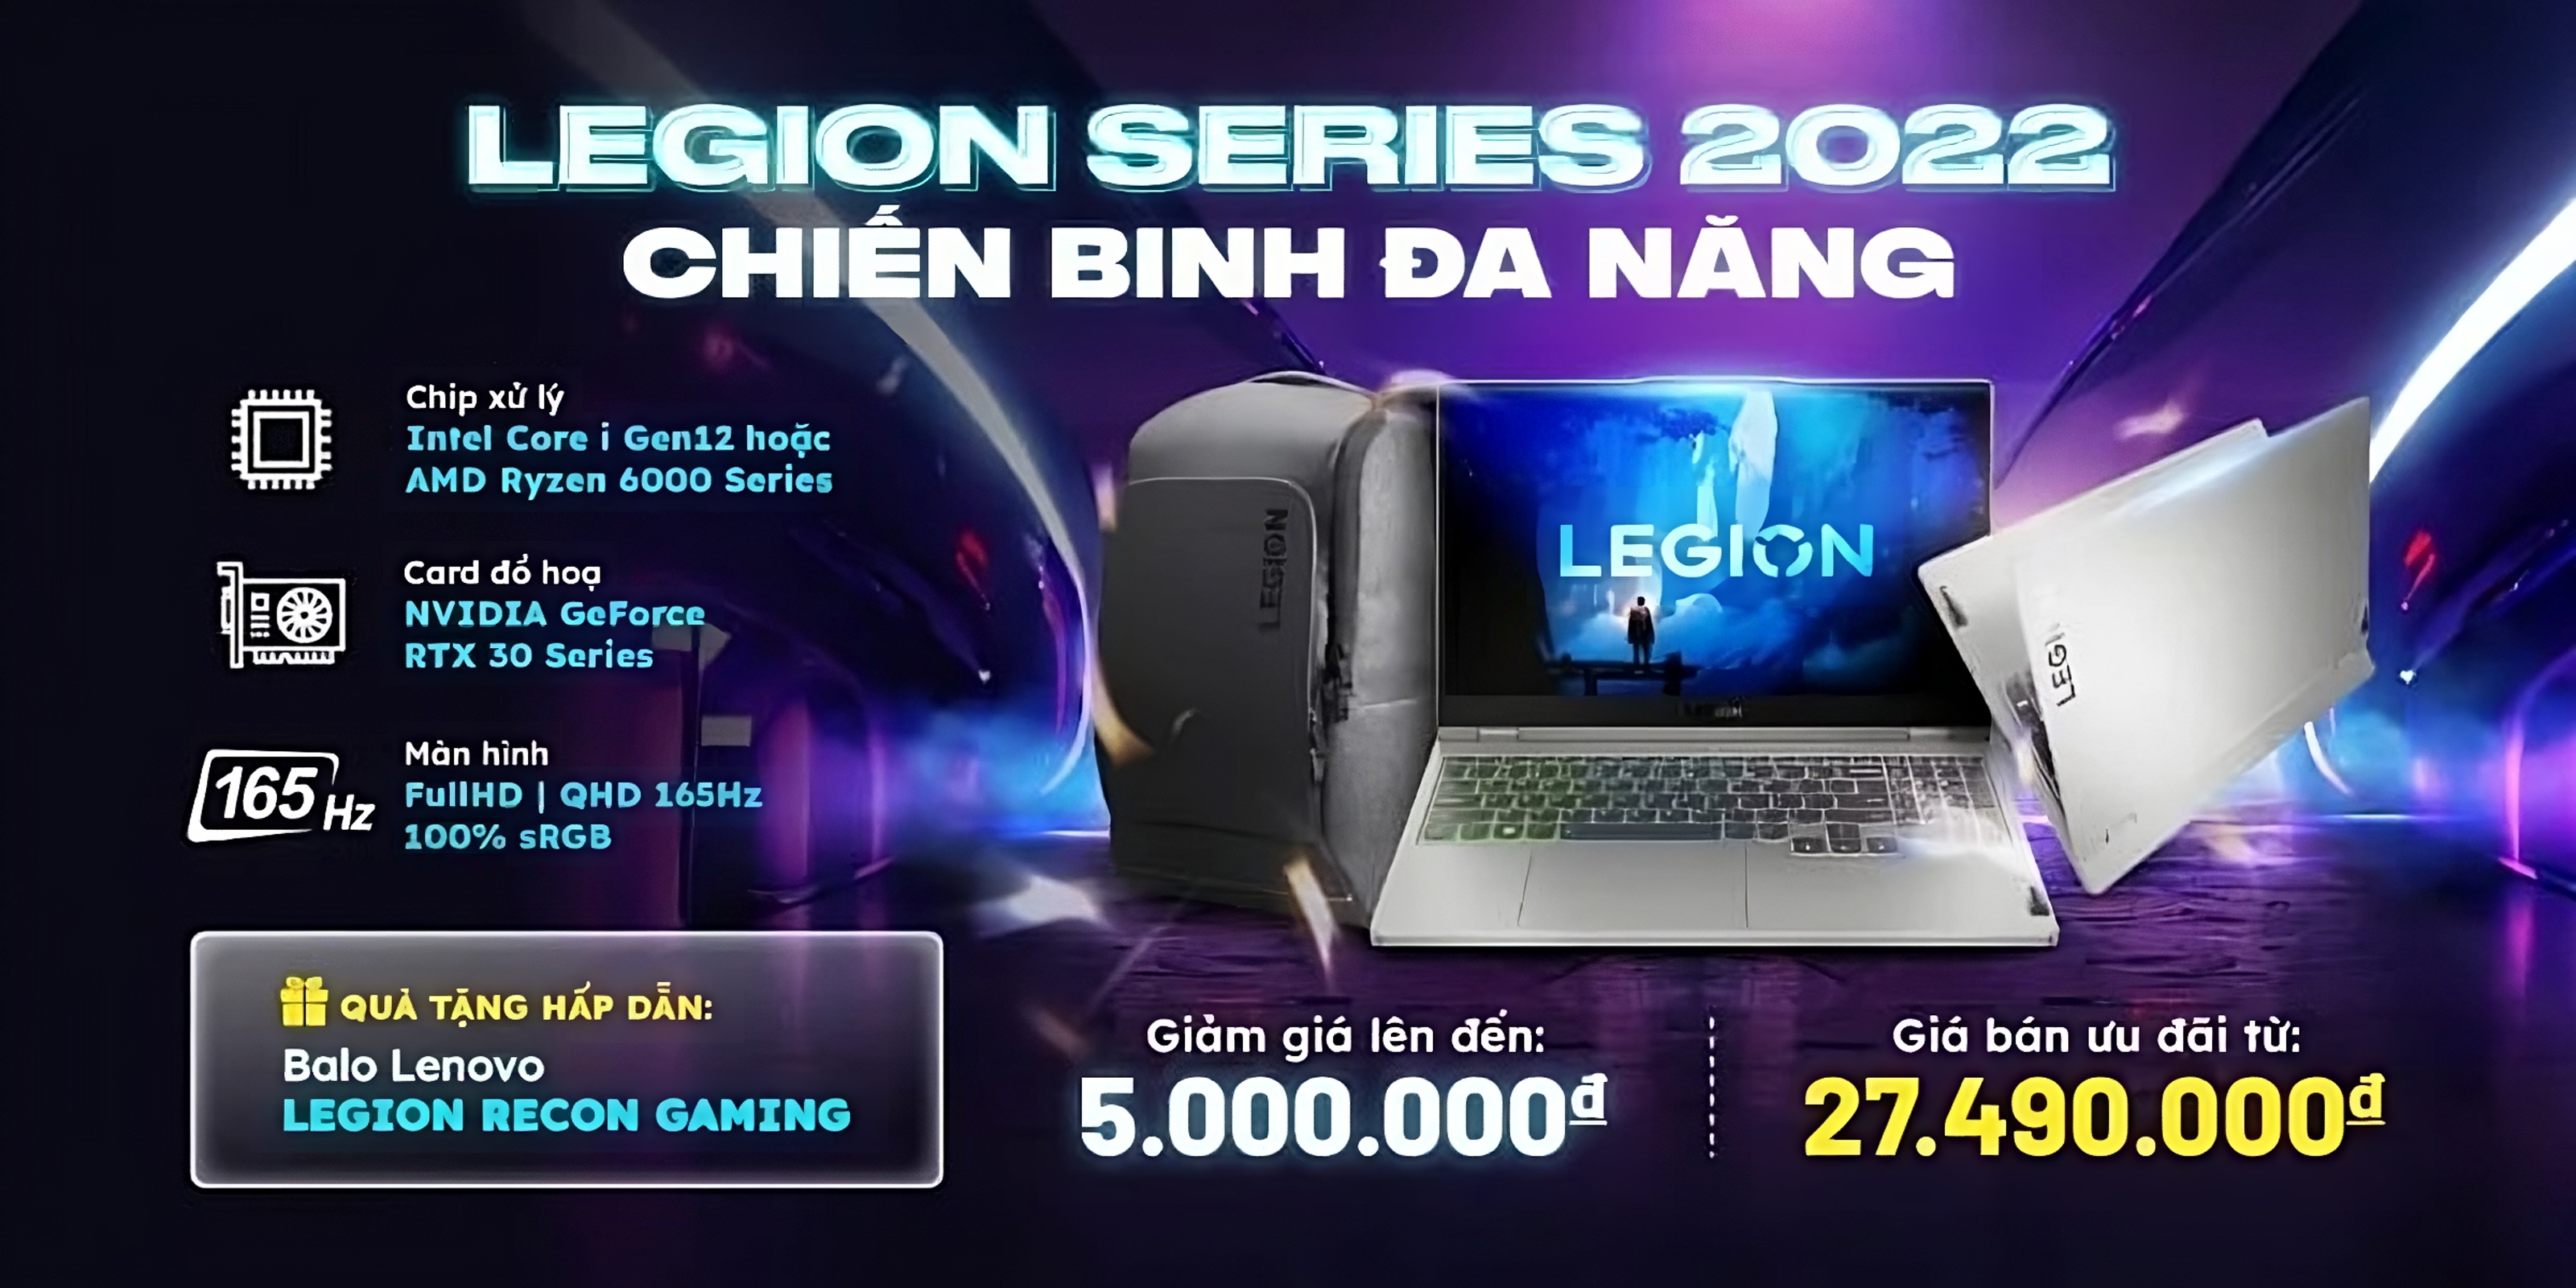 LEGION SERIES 2022
CHIẾN BINH ĐA NĂNG
Chip xử lý
Intel Core i Gen12 hoặc
AMD Ryzen 6000 Series
Card đồ hoạ
NVIDIA GeForce
RTX 30 Series
165 Hz
Màn hình
FullHD | QHD 165Hz
100% sRGB
LEGION
LEGION
LEGI
QUÀ TẶNG HẤP DẪN:
Balo Lenovo
LEGION RECON GAMING
Giảm giá lên đến:
5.000.000đ
Giá bán ưu đãi từ:
27.490.000đ